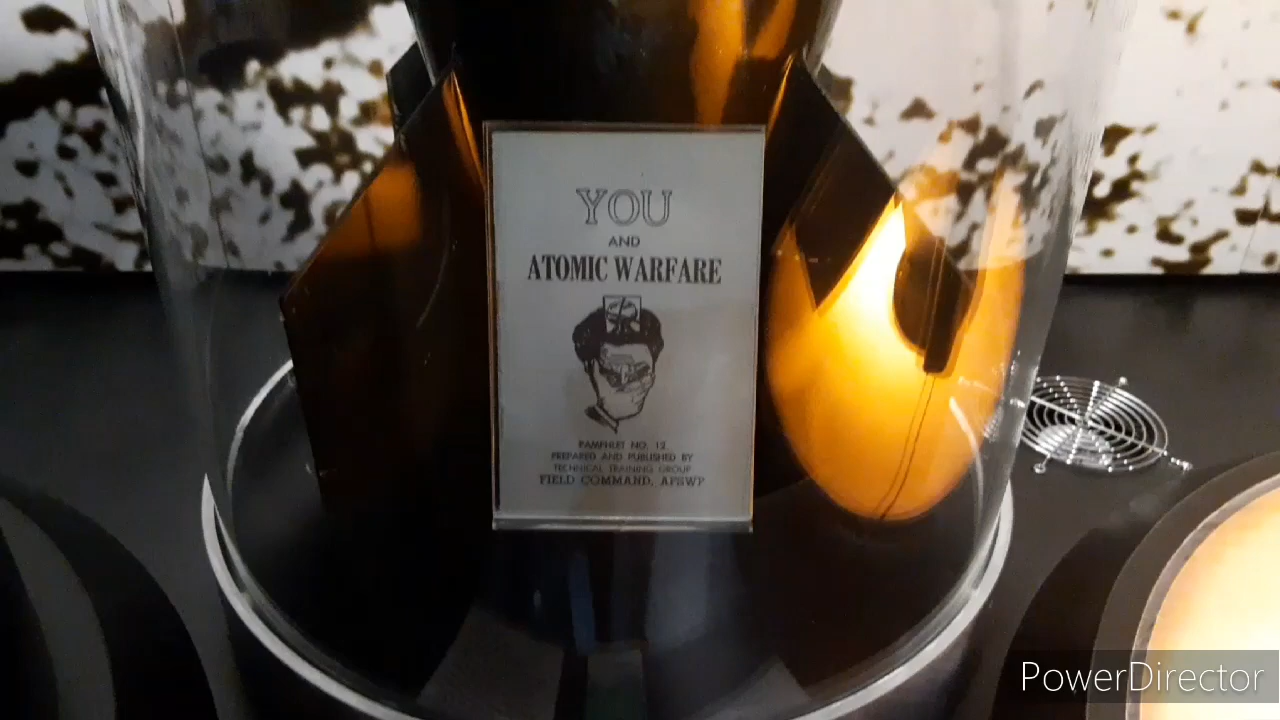 YOU
AND
ATOMIC WARFARE
PAMPHLET NO. 12
PREPARED AND PUBLISHED BY
TECHNICAL TRAINING GROUP
FIELD COMMAND, AFSWP
PowerDirector